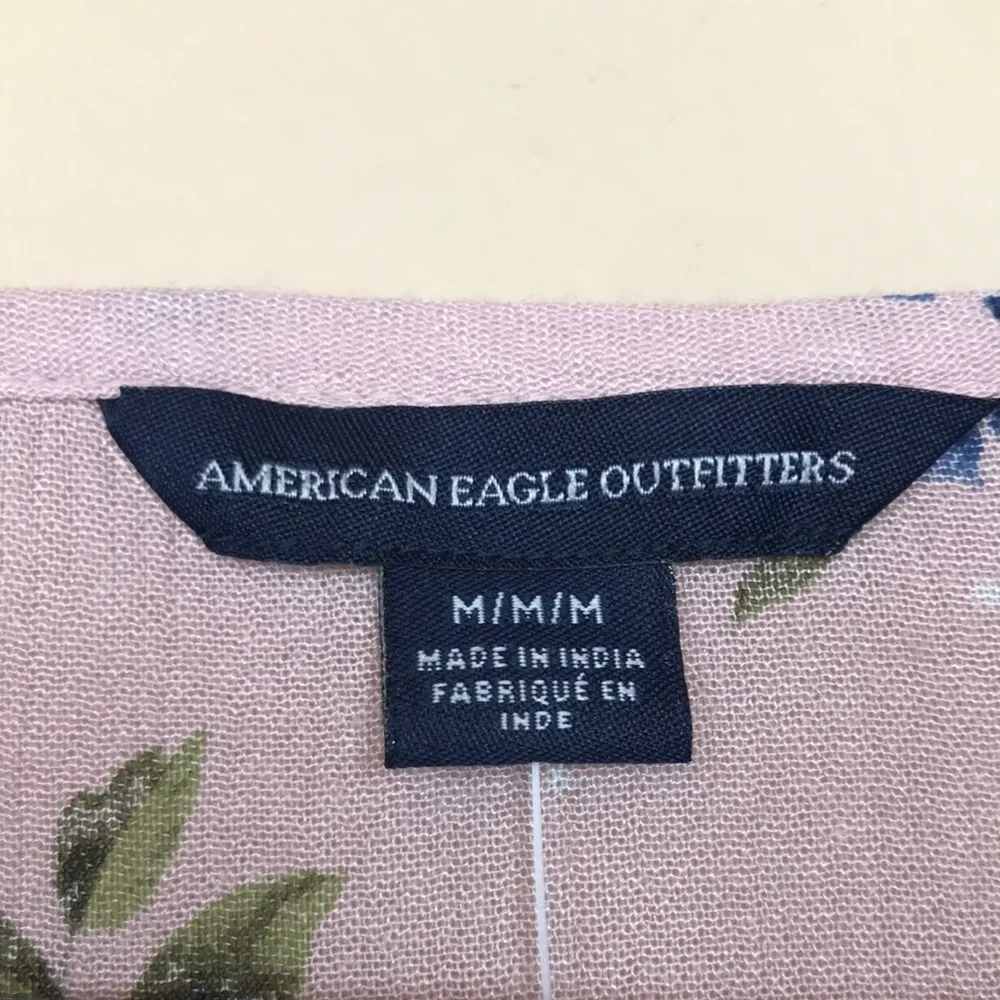 AMERICAN EAGLE OUTFITTERS
M/M/M
MADE IN INDIA
FABRIQUÉ EN
INDE